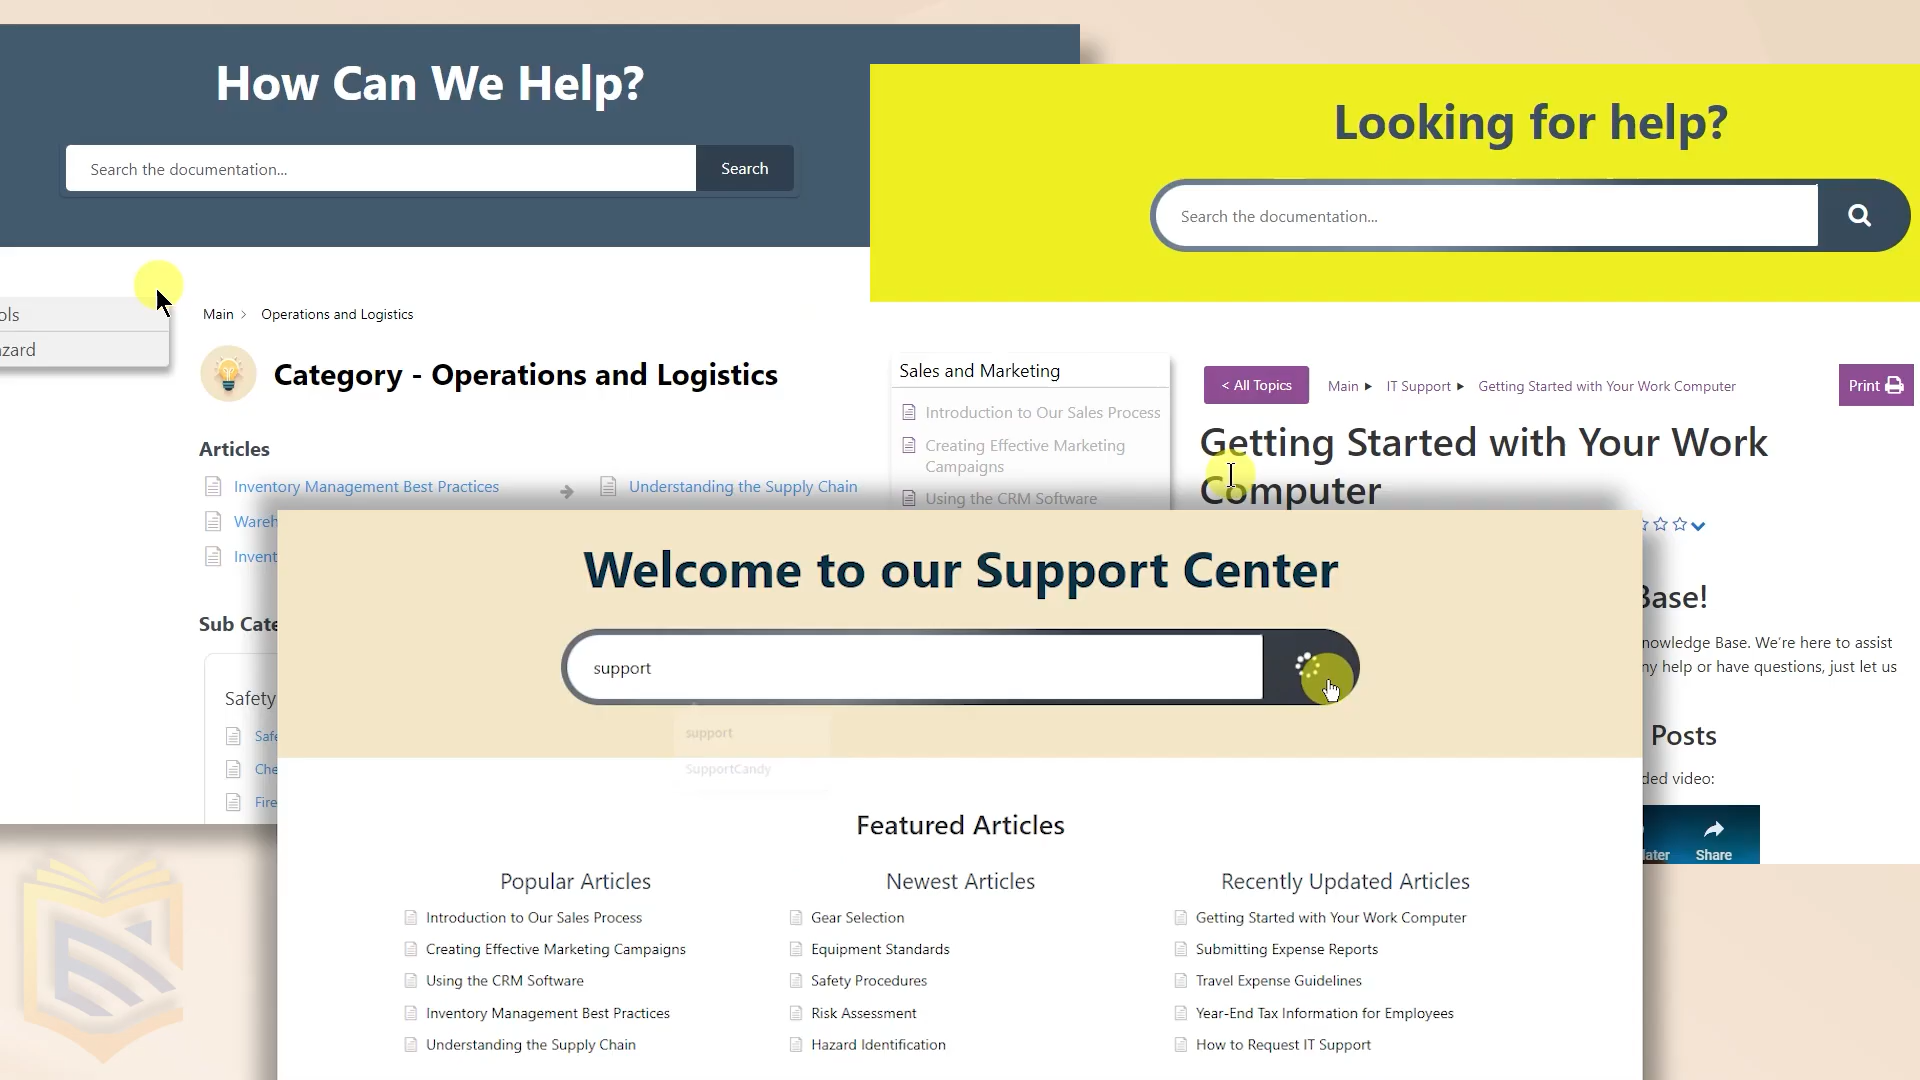 How Can We Help?
Search the documentation...
Search
Looking for help?
Search the documentation...
Main
Operations and Logistics
Category - Operations and Logistics
Articles
Inventory Management Best Practices
Understanding the Supply Chain
Sub
Safety
Sales and Marketing
Introduction to Our Sales Process
Creating Effective Marketing
Campaigns
Using the CRM Software
< All Topics
Main
IT Support
Getting Started with Your Work Computer
Print
Getting Started with Your Work
Computer
Base!
nowledge Base. We're here to assist
ny help or have questions, just let us
Posts
ded video:
Share
Welcome to our Support Center
support
support
SupportCandy
Featured Articles
Popular Articles
Introduction to Our Sales Process
Creating Effective Marketing Campaigns
Using the CRM Software
Inventory Management Best Practices
Understanding the Supply Chain
Newest Articles
Gear Selection
Equipment Standards
Safety Procedures
Risk Assessment
Hazard Identification
Recently Updated Articles
Getting Started with Your Work Computer
Submitting Expense Reports
Travel Expense Guidelines
Year-End Tax Information for Employees
How to Request IT Support